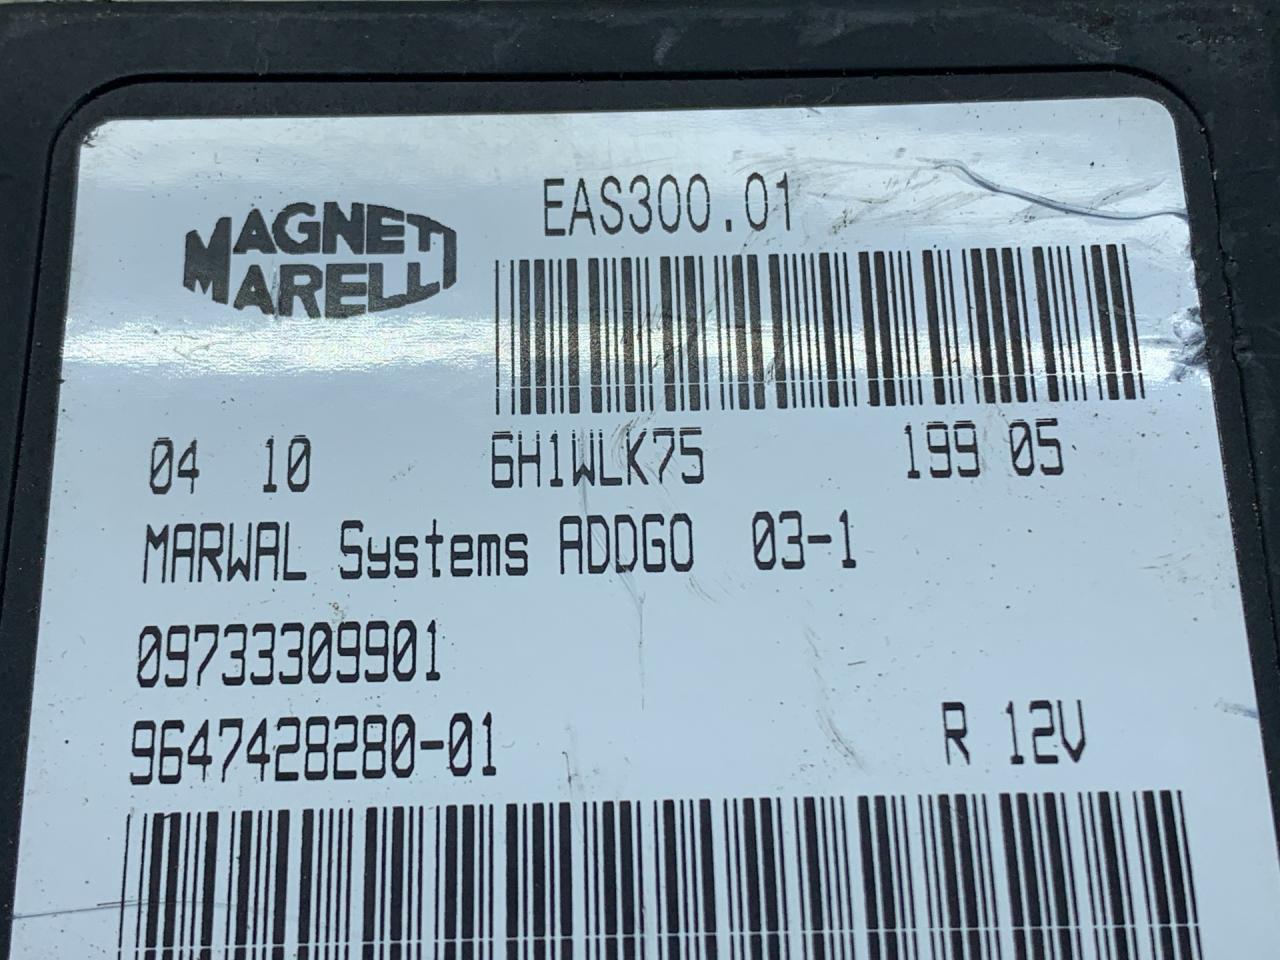 MAGNETI
MARELLI
EAS300.01
04 10 6H1WLK75 199 05
MARWAL Systems ADDGO 03-1
09733309901
9647428280-01 R 12V